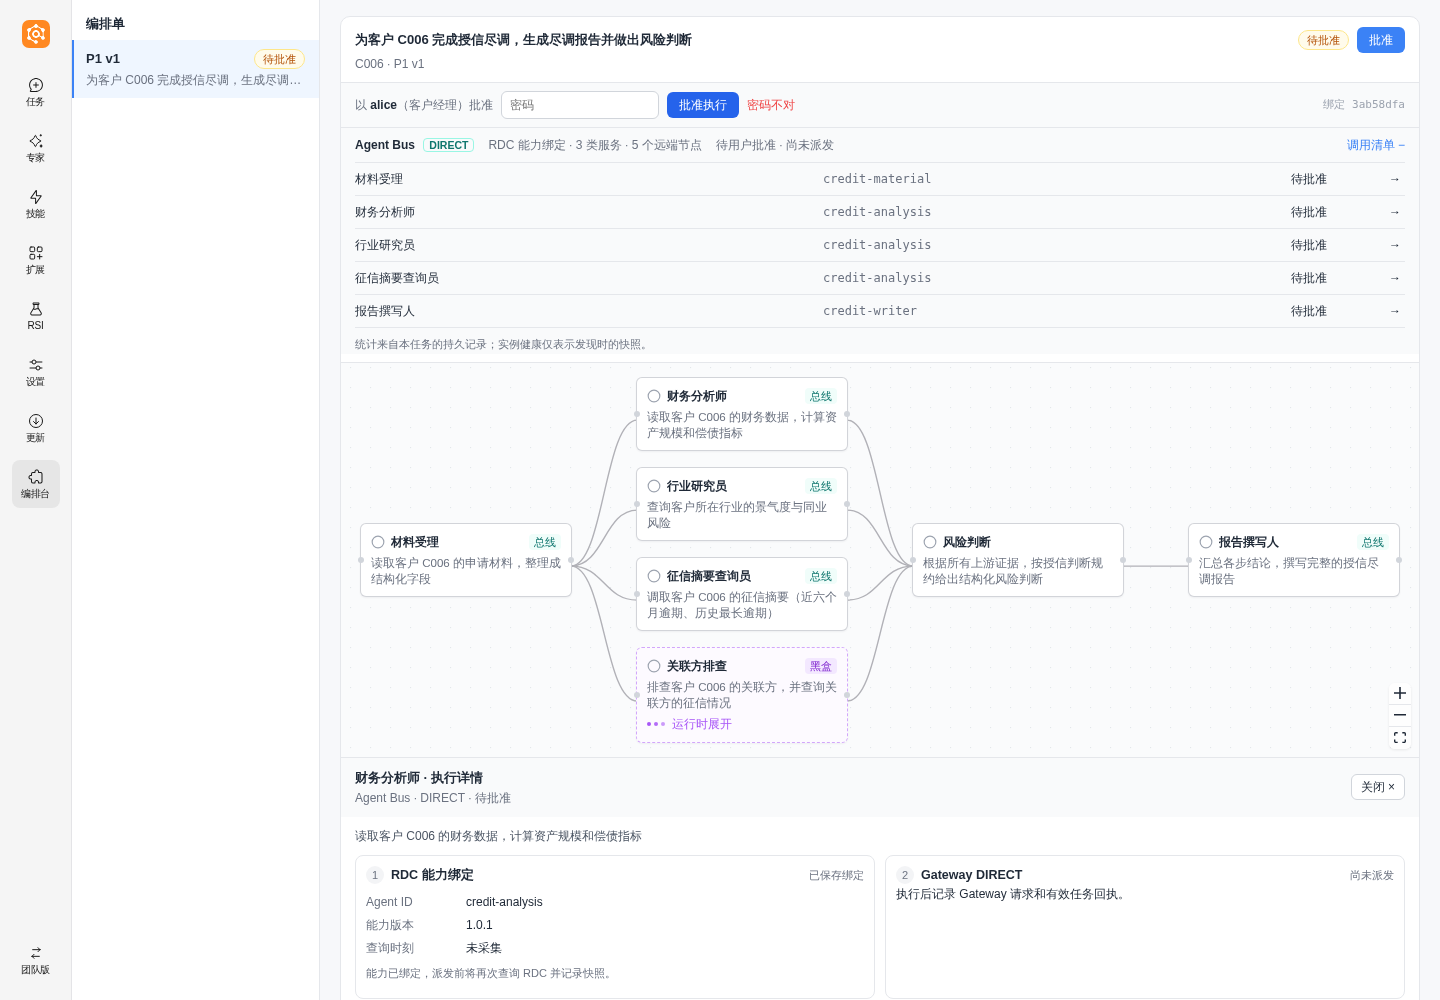 任务
专家
技能
扩展
RSI
设置
更新
编排台
团队版
编排单
P1 v1
待批准
为客户 C006 完成授信尽调，生成尽调…
为客户 C006 完成授信尽调，生成尽调报告并做出风险判断
待批准
批准
C006 · P1 v1
以 alice（客户经理）批准
密码
批准执行
密码不对
绑定 3ab58dfa
Agent Bus
DIRECT
RDC 能力绑定 · 3 类服务 · 5 个远端节点
待用户批准 · 尚未派发
调用清单 −
材料受理 credit-material 待批准 →
财务分析师 credit-analysis 待批准 →
行业研究员 credit-analysis 待批准 →
征信摘要查询员 credit-analysis 待批准 →
报告撰写人 credit-writer 待批准 →
统计来自本任务的持久记录；实例健康仅表示发现时的快照。
材料受理
总线
读取客户 C006 的申请材料，整理成
结构化字段
财务分析师
总线
读取客户 C006 的财务数据，计算资
产规模和偿债指标
行业研究员
总线
查询客户所在行业的景气度与同业
风险
征信摘要查询员
总线
调取客户 C006 的征信摘要（近六个
月逾期、历史最长逾期）
关联方排查
黑盒
排查客户 C006 的关联方，并查询关
联方的征信情况
运行时展开
风险判断
根据所有上游证据，按授信判断规
约给出结构化风险判断
报告撰写人
总线
汇总各步结论，撰写完整的授信尽
调报告
财务分析师 · 执行详情
Agent Bus · DIRECT · 待批准
关闭 ×
读取客户 C006 的财务数据，计算资产规模和偿债指标
1 RDC 能力绑定
已保存绑定
Agent ID credit-analysis
能力版本 1.0.1
查询时刻 未采集
能力已绑定，派发前将再次查询 RDC 并记录快照。
2 Gateway DIRECT
尚未派发
执行后记录 Gateway 请求和有效任务回执。